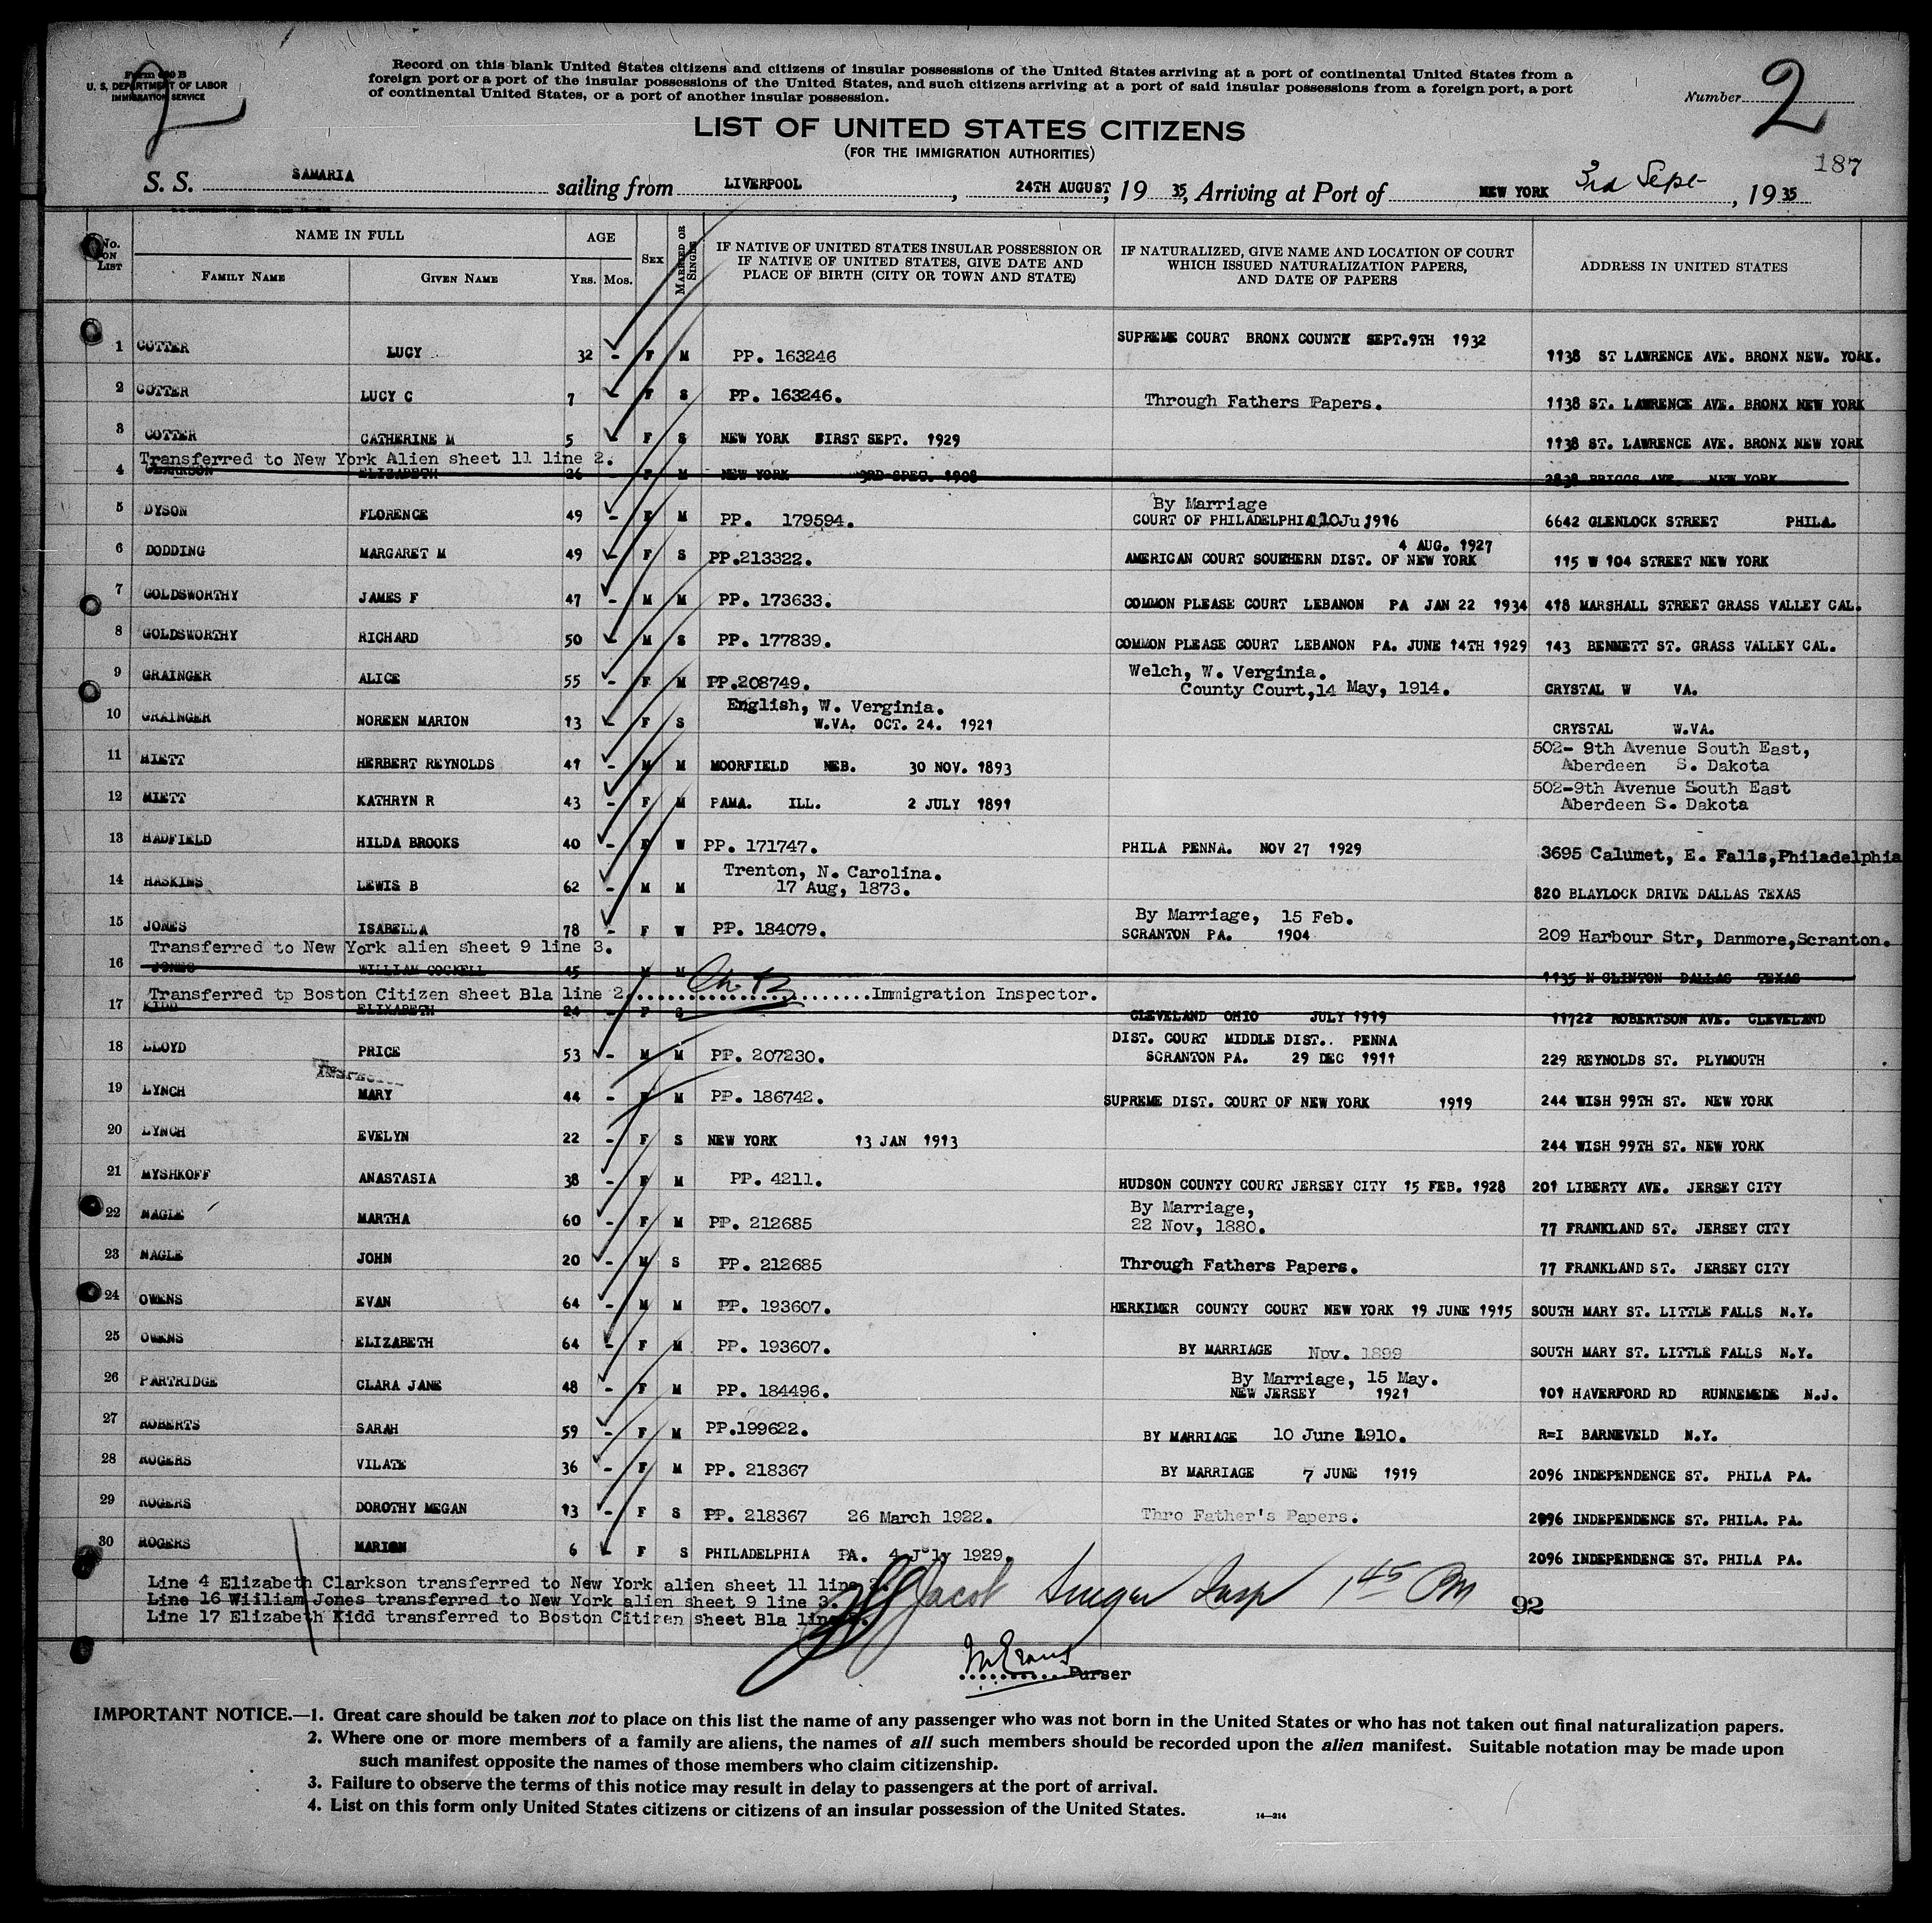 Form 630 B
U. S. DEPARTMENT OF LABOR
IMMIGRATION SERVICE
Record on this blank United States citizens and citizens of insular possessions of the United States arriving at a port of continental United States from a
foreign port or a port of the insular possessions of the United States, and such citizens arriving at a port of said insular possessions from a foreign port, a port
of continental United States, or a port of another insular possession.
Number 2
LIST OF UNITED STATES CITIZENS
(FOR THE IMMIGRATION AUTHORITIES)
187
S. S. SAMARIA sailing from LIVERPOOL, 24TH AUGUST, 19 35, Arriving at Port of NEW YORK 3rd Sept, 19 35
No. ON LIST NAME IN FULL AGE SEX MARRIED OR SINGLE IF NATIVE OF UNITED STATES INSULAR POSSESSION OR IF NATIVE OF UNITED STATES, GIVE DATE AND PLACE OF BIRTH (CITY OR TOWN AND STATE) IF NATURALIZED, GIVE NAME AND LOCATION OF COURT WHICH ISSUED NATURALIZATION PAPERS, AND DATE OF PAPERS ADDRESS IN UNITED STATES
FAMILY NAME GIVEN NAME YRS. MOS.
1 COTTER LUCY 32 - F M PP. 163246 SUPREME COURT BRONX COUNTY SEPT.9TH 1932 1138 ST LAWRENCE AVE. BRONX NEW. YORK.
2 COTTER LUCY C 7 - F S PP. 163246. Through Fathers Papers. 1138 ST. LAWRENCE AVE. BRONX NEW YORK
3 COTTER CATHERINE M 5 - F S NEW YORK FIRST SEPT. 1929 1138 ST. LAWRENCE AVE. BRONX NEW YORK
Transferred to New York Alien sheet 11 line 2.
4 CLARKSON ELIZABETH 26 F M NEW YORK 3RD 1908 2838 BRIGGS AVE NEW YORK
5 DYSON FLORENCE 49 - F M PP. 179594. By Marriage COURT OF PHILADELPHIA 10 Ju 1916 6642 GLENLOCK STREET PHILA.
6 DODDING MARGARET M 49 - F S PP.213322. 4 AUG. 1927 AMERICAN COURT SOUTHERN DIST. OF NEW YORK 115 W 104 STREET NEW YORK
7 GOLDSWORTHY JAMES F 47 - M M PP. 173633. COMMON PLEASE COURT LEBANON PA JAN 22 1934 418 MARSHALL STREET GRASS VALLEY CAL.
8 GOLDSWORTHY RICHARD 50 - M S PP. 177839. COMMON PLEASE COURT LEBANON PA. JUNE 14TH 1929 143 BENNETT ST. GRASS VALLEY CAL.
9 GRAINGER ALICE 55 - F M PP.208749. Welch, W. Verginia. County Court, 14 May, 1914. CRYSTAL W VA.
10 GRAINGER NOREEN MARION 13 - F S English, W. Verginia. W.VA. OCT. 24. 1921 CRYSTAL W.VA.
11 HIETT HERBERT REYNOLDS 41 - M M MOORFIELD NEB. 30 NOV. 1893 502- 9th Avenue South East, Aberdeen S. Dakota
12 HIETT KATHRYN R 43 - F M PAMA. ILL. 2 JULY 1891 502-9th Avenue South East Aberdeen S. Dakota
13 HADFIELD HILDA BROOKS 40 - F W PP. 171747. PHILA PENNA. NOV 27 1929 3695 Calumet, E. Falls,Philadelphia
14 HASKINS LEWIS B 62 - M M Trenton, N. Carolina. 17 Aug, 1873. 820 BLAYLOCK DRIVE DALLAS TEXAS
15 JONES ISABELLA 78 - F W PP. 184079. By Marriage, 15 Feb. SCRANTON PA. 1904 209 Harbour Str, Danmore,Scranton.
Transferred to New York alien sheet 9 line 3.
16 JONES WILLIAM COCKELL 45 M M 1135 N CLINTON DALLAS TEXAS
Transferred tp Boston Citizen sheet Bla line 2.......................Immigration Inspector.
17 KIDD ELIZABETH 24 - F S CLEVELAND OHIO JULY 1919 11722 ROBERTSON AVE. CLEVELAND
18 LLOYD PRICE 53 - M M PP. 207230. DIST. COURT MIDDLE DIST.. PENNA SCRANTON PA. 29 DEC 1911 229 REYNOLDS ST. PLYMOUTH
19 LYNCH MARY 44 - F M PP. 186742. SUPREME DIST. COURT OF NEW YORK 1919 244 WISH 99TH ST. NEW YORK
20 LYNCH EVELYN 22 - F S NEW YORK 13 JAN 1913 244 WISH 99TH ST. NEW YORK
21 MYSHKOFF ANASTASIA 38 - F M PP. 4211. HUDSON COUNTY COURT JERSEY CITY 15 FEB. 1928 201 LIBERTY AVE. JERSEY CITY
22 NAGLE MARTHA 60 - F M PP. 212685 By Marriage, 22 Nov, 1880. 77 FRANKLAND ST. JERSEY CITY
23 NAGLE JOHN 20 - M S PP. 212685 Through Fathers Papers. 77 FRANKLAND ST. JERSEY CITY
24 OWENS EVAN 64 - M M PP. 193607. HERKIMER COUNTY COURT NEW YORK 19 JUNE 1915 SOUTH MARY ST. LITTLE FALLS N.Y.
25 OWENS ELIZABETH 64 - F M PP. 193607. BY MARRIAGE Nov. 1899 SOUTH MARY ST. LITTLE FALLS N.Y.
26 PARTRIDGE CLARA JANE 48 - F M PP. 184496. By Marriage, 15 May. NEW JERSEY 1921 101 HAVERFORD RD RUNNEMEDE N.J.
27 ROBERTS SARAH 59 - F M PP.199622. BY MARRIAGE 10 June 1910. R=I BARNEVELD N.Y.
28 ROGERS VILATE 36 - F M PP. 218367 BY MARRIAGE 7 JUNE 1919 2096 INDEPENDENCE ST. PHILA PA.
29 ROGERS DOROTHY MEGAN 13 - F S PP. 218367 26 March 1922. Thro Father's Papers. 2096 INDEPENDENCE ST. PHILA. PA.
30 ROGERS MARION 6 - F S PHILADELPHIA PA. 4 July 1929. 2096 INDEPENDENCE ST. PHILA PA.
Line 4 Elizabeth Clarkson transferred to New York alien sheet 11 line 2.
Line 16 Wiiliam Jones transferred to New York alien sheet 9 line 3.
Line 17 Elizabeth Kidd transferred to Boston Citizen sheet Bla line
Jacob Insp 1 45 Pm
92
Purser
IMPORTANT NOTICE.—1. Great care should be taken not to place on this list the name of any passenger who was not born in the United States or who has not taken out final naturalization papers.
2. Where one or more members of a family are aliens, the names of all such members should be recorded upon the alien manifest. Suitable notation may be made upon
such manifest opposite the names of those members who claim citizenship.
3. Failure to observe the terms of this notice may result in delay to passengers at the port of arrival.
4. List on this form only United States citizens or citizens of an insular possession of the United States.
14—214